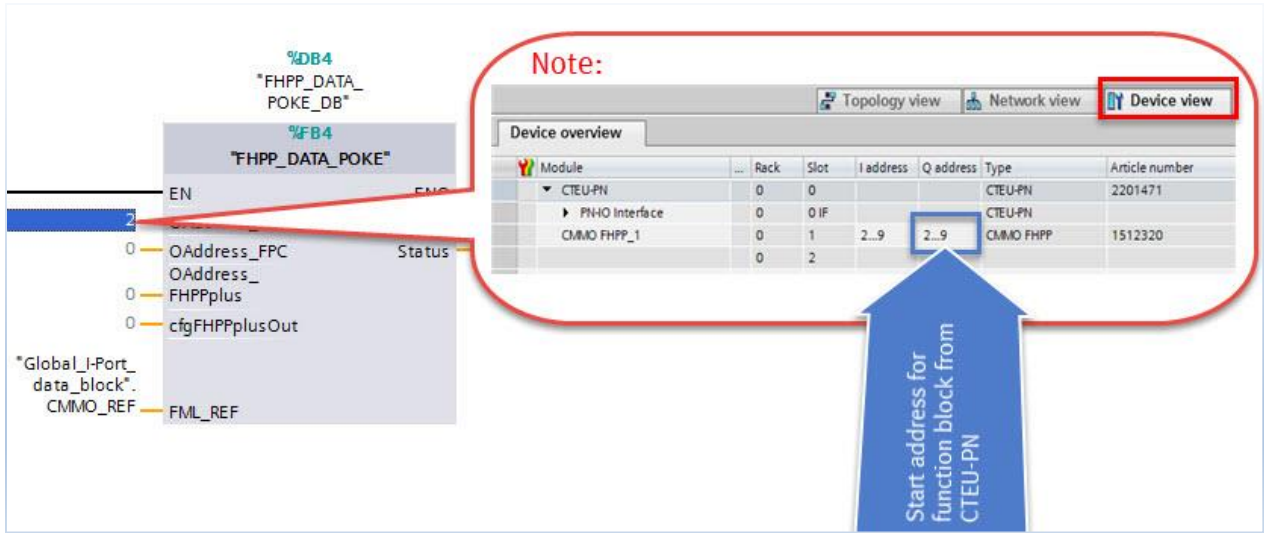 %DB4
"FHPP_DATA_
POKE_DB"
%FB4
"FHPP_DATA_POKE"
EN
2
0
OAddress_FPC
Status
OAddress_
0
FHPPplus
0
cfgFHPPplusOut
"Global_I-Port_
data_block".
CMMO_REF
FML_REF
Note:
Topology view
Network view
Device view
Device overview
Module ... Rack Slot I address Q address Type Article number
CTEU-PN 0 0 CTEU-PN 2201471
PN-IO Interface 0 0 IF CTEU-PN
CMMO FHPP_1 0 1 2...9 2...9 CMMO FHPP 1512320
0 2
Start address for
function block from
CTEU-PN